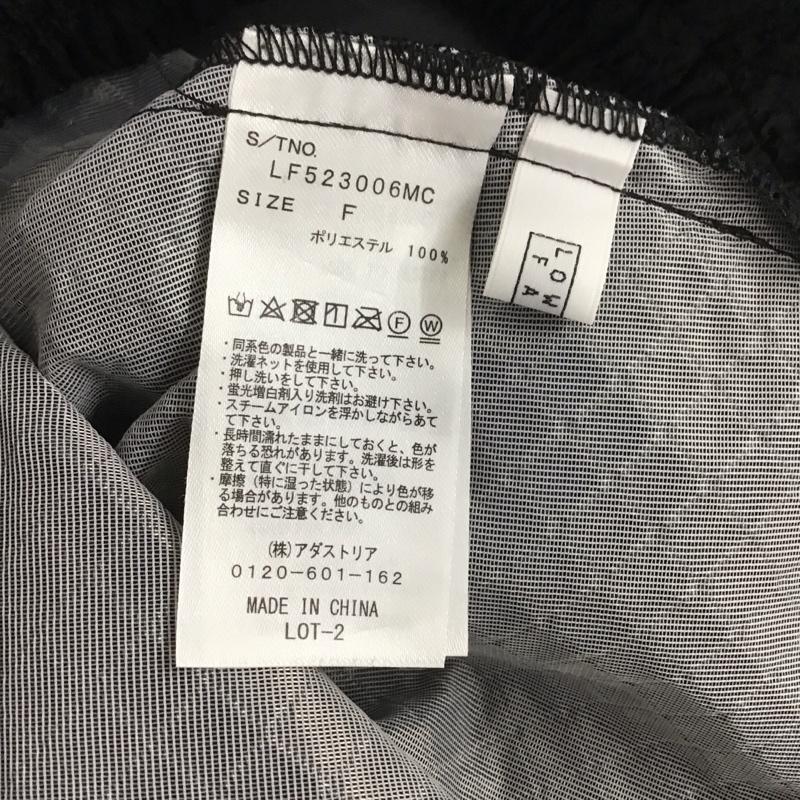 S/TNO.
LF523006MC
SIZE F
ポリエステル 100%
F W
・同系色の製品と一緒に洗って下さい。
・洗濯ネットを使用して下さい。
・押し洗いをして下さい。
・蛍光増白剤入り洗剤はお避け下さい。
・スチームアイロンを浮かしながらあて
て下さい。
・長時間濡れたままにしておくと、色が
落ちる恐れがあります。洗濯後は形を
整えて直ぐに干して下さい。
・摩擦（特に湿った状態）により色が移
る場合があります。他のものとの組み
合わせにご注意ください。
(株)アダストリア
0120-601-162
MADE IN CHINA
LOT-2
LOW
FA